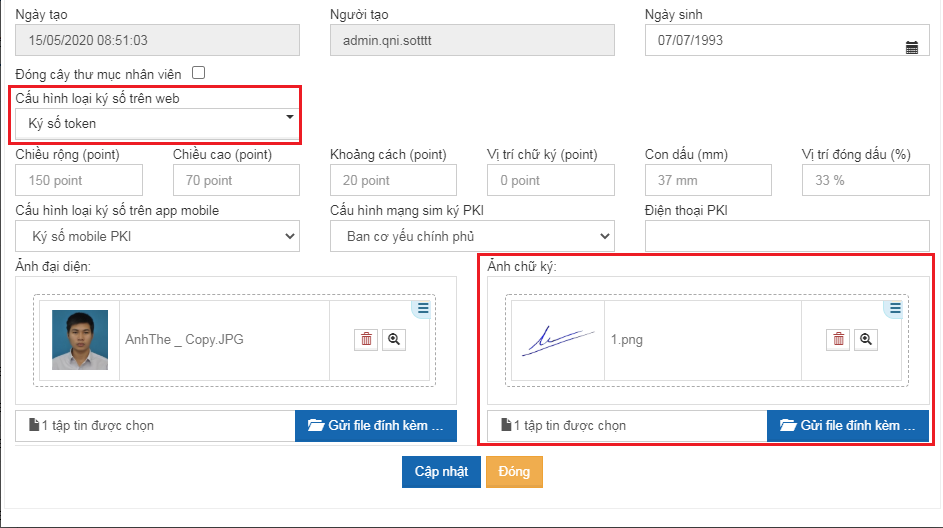 Ngày tạo Người tạo Ngày sinh
15/05/2020 08:51:03 admin.qni.sotttt 07/07/1993
Đóng cây thư mục nhân viên
Cấu hình loại ký số trên web
Ký số token
Chiều rộng (point) Chiều cao (point) Khoảng cách (point) Vị trí chữ ký (point) Con dấu (mm) Vị trí đóng dấu (%)
150 point 70 point 20 point 0 point 37 mm 33 %
Cấu hình loại ký số trên app mobile Cấu hình mạng sim ký PKI Điện thoại PKI
Ký số mobile PKI Ban cơ yếu chính phủ
Ảnh đại diện: Ảnh chữ ký:
AnhThe _ Copy.JPG 1.png
1 tập tin được chọn Gửi file đính kèm ... 1 tập tin được chọn Gửi file đính kèm ...
Cập nhật Đóng